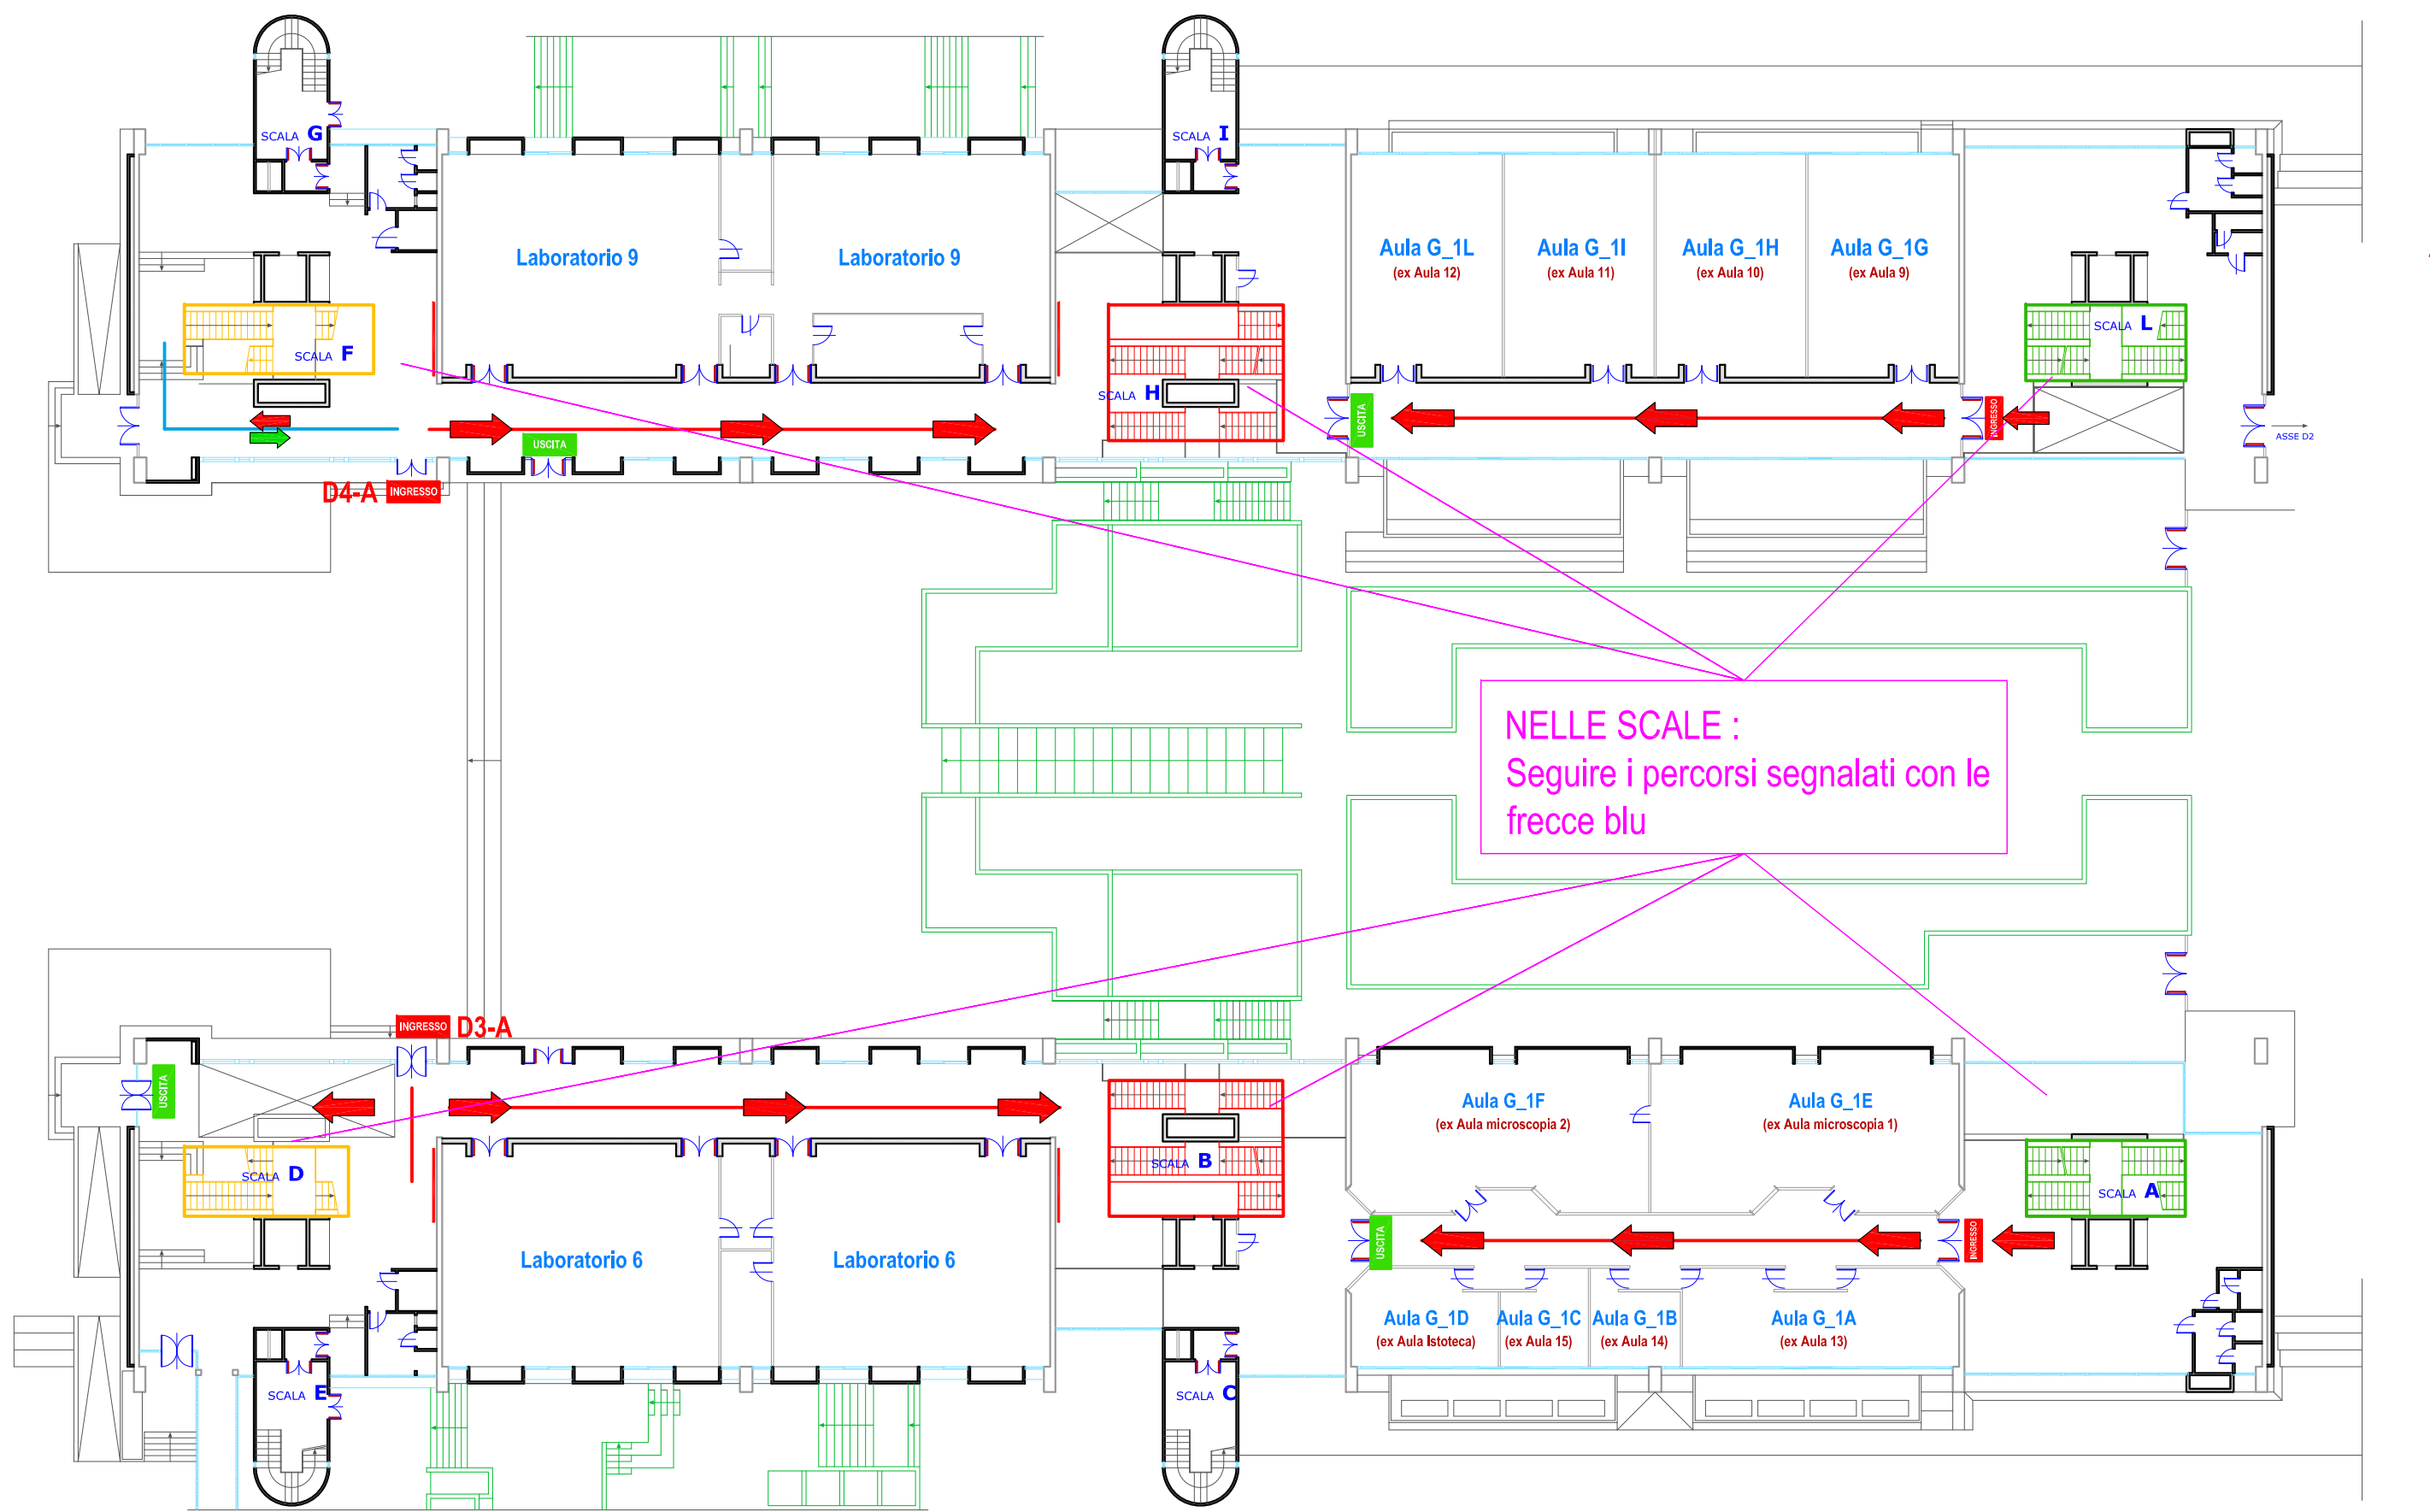 SCALA G
SCALA I
Laboratorio 9
Laboratorio 9
Aula G_1L
(ex Aula 12)
Aula G_1I
(ex Aula 11)
Aula G_1H
(ex Aula 10)
Aula G_1G
(ex Aula 9)
SCALA F
SCALA H
SCALA L
USCITA
USCITA
INGRESSO
ASSE D2
D4-A INGRESSO
NELLE SCALE :
Seguire i percorsi segnalati con le
frecce blu
INGRESSO D3-A
USCITA
SCALA D
SCALA B
SCALA A
Aula G_1F
(ex Aula microscopia 2)
Aula G_1E
(ex Aula microscopia 1)
USCITA
INGRESSO
Laboratorio 6
Laboratorio 6
Aula G_1D
(ex Aula Istoteca)
Aula G_1C
(ex Aula 15)
Aula G_1B
(ex Aula 14)
Aula G_1A
(ex Aula 13)
SCALA E
SCALA C